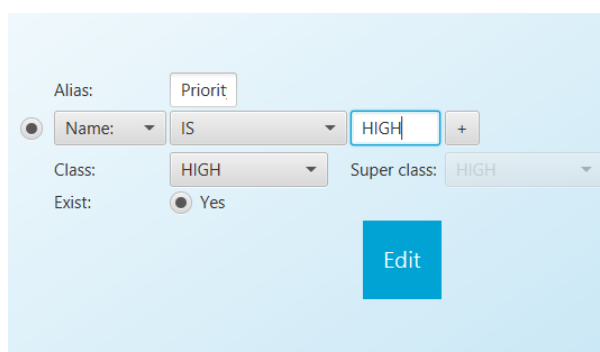 Alias: Priorit
Name: IS HIGH +
Class: HIGH Super class: HIGH
Exist: Yes
Edit